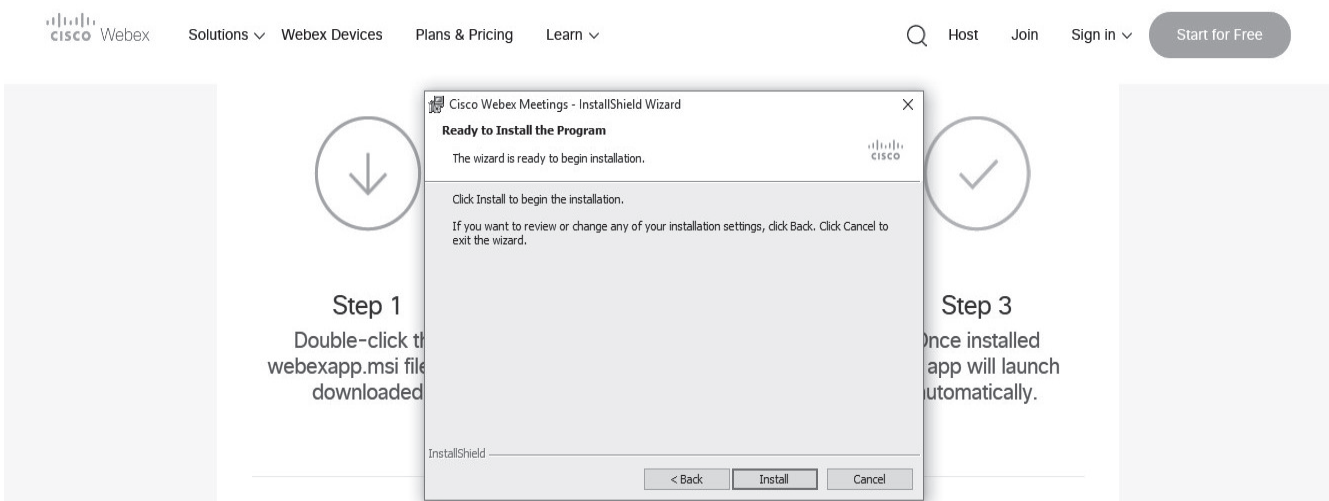 CISCO Webex Solutions Webex Devices Plans & Pricing Learn Host Join Sign in Start for Free
Cisco Webex Meetings - InstallShield Wizard
Ready to Install the Program
The wizard is ready to begin installation.
CISCO
Click Install to begin the installation.
If you want to review or change any of your installation settings, click Back. Click Cancel to
exit the wizard.
InstallShield
< Back Install Cancel
Step 1
Double-click
webexapp.msi
downloaded
Step 3
installed
app will launch
automatically.